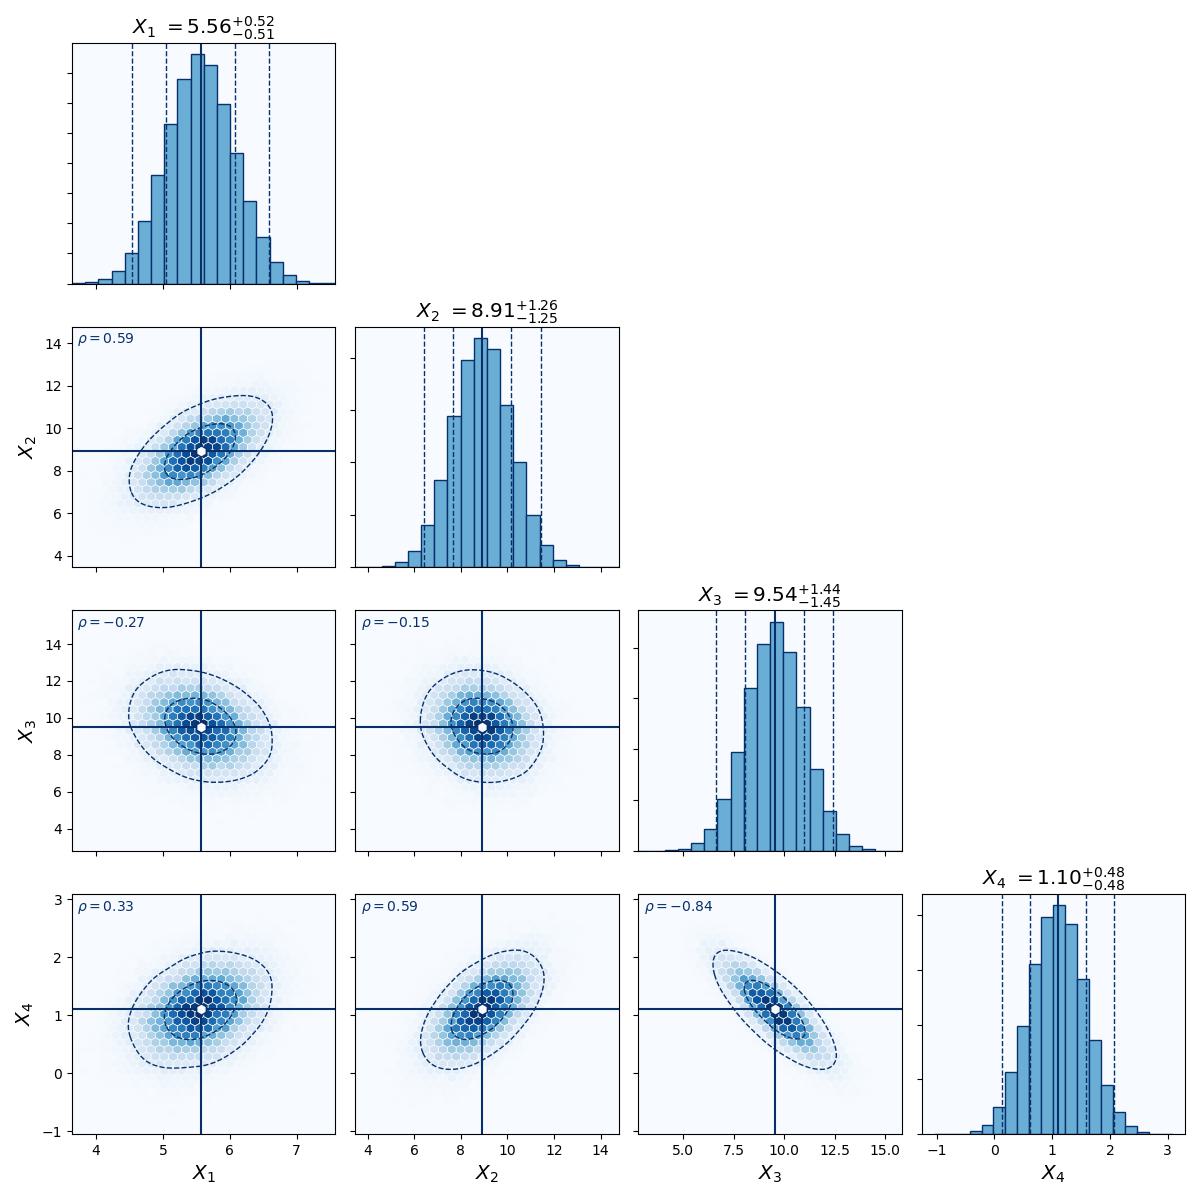 X₁ = 5.56 +0.52 −0.51
X₂ = 8.91 +1.26 −1.25
ρ = 0.59
14
12
10
8
6
4
X₂
X₃ = 9.54 +1.44 −1.45
ρ = −0.27
ρ = −0.15
14
12
10
8
6
4
X₃
X₄ = 1.10 +0.48 −0.48
ρ = 0.33
ρ = 0.59
ρ = −0.84
3
2
1
0
−1
X₄
4 5 6 7
4 6 8 10 12 14
5.0 7.5 10.0 12.5 15.0
−1 0 1 2 3
X₁ X₂ X₃ X₄